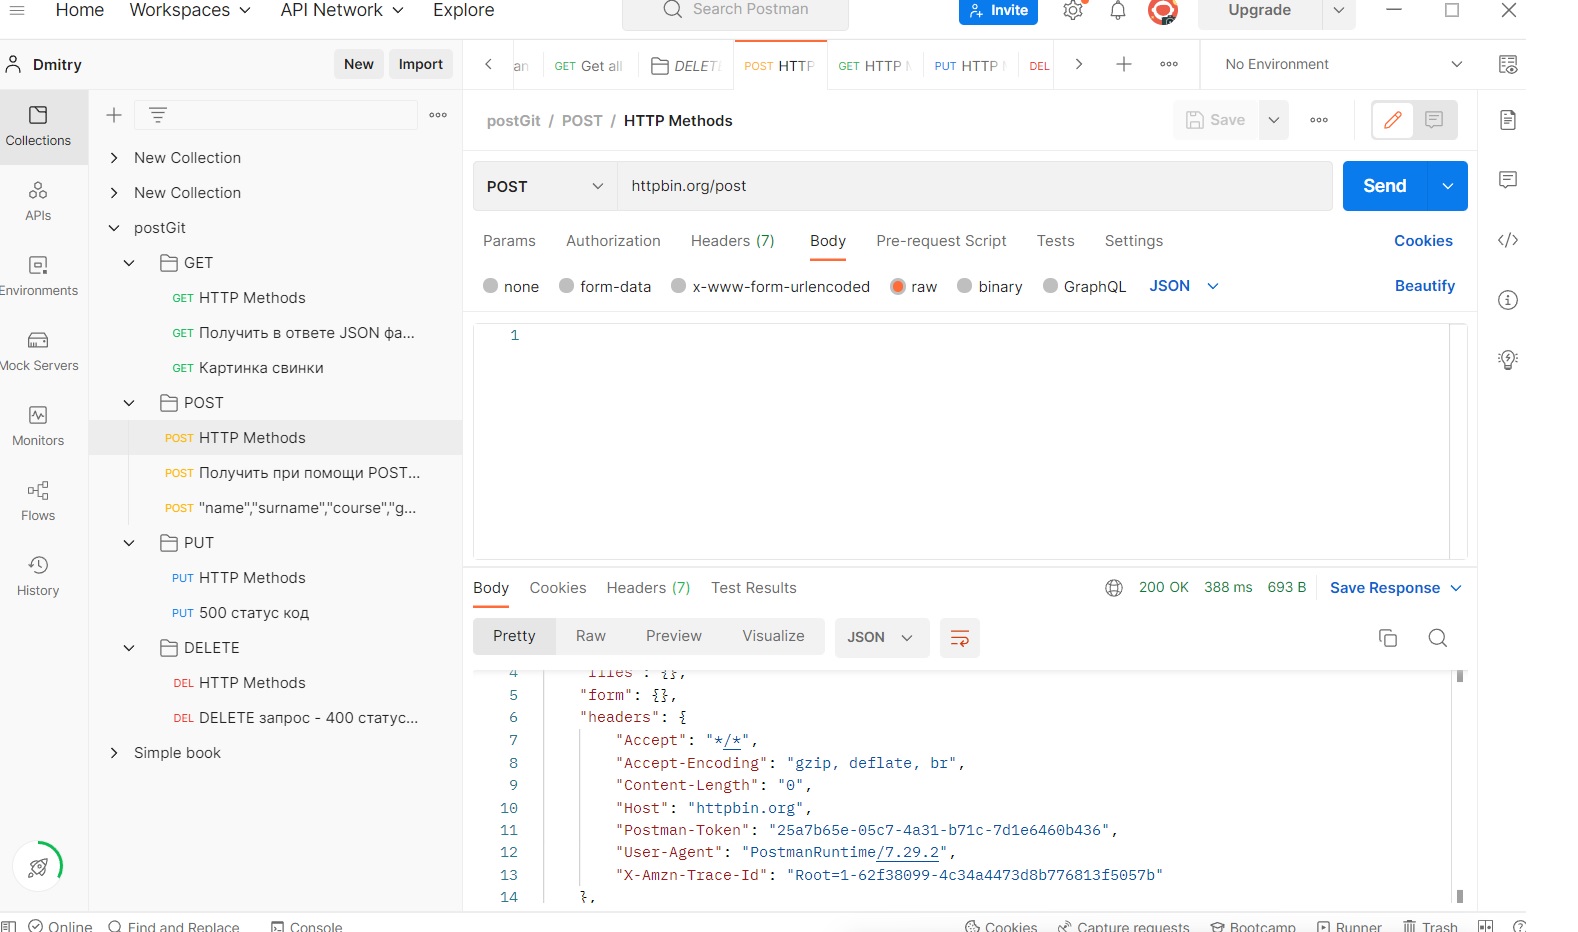 Home Workspaces API Network Explore Search Postman Invite Upgrade
Dmitry New Import
an GET Get all DELET POST HTTP GET HTTP PUT HTTP DEL No Environment
Collections
APIs
Environments
Mock Servers
Monitors
Flows
History
New Collection
New Collection
postGit
GET
GET HTTP Methods
GET Получить в ответе JSON фа...
GET Картинка свинки
POST
POST HTTP Methods
POST Получить при помощи POST...
POST "name","surname","course","g...
PUT
PUT HTTP Methods
PUT 500 статус код
DELETE
DEL HTTP Methods
DEL DELETE запрос - 400 статус...
Simple book
postGit / POST / HTTP Methods Save
POST httpbin.org/post Send
Params Authorization Headers (7) Body Pre-request Script Tests Settings Cookies
none form-data x-www-form-urlencoded raw binary GraphQL JSON Beautify
1
Body Cookies Headers (7) Test Results 200 OK 388 ms 693 B Save Response
Pretty Raw Preview Visualize JSON
4 "files": {},
5 "form": {},
6 "headers": {
7 "Accept": "*/*",
8 "Accept-Encoding": "gzip, deflate, br",
9 "Content-Length": "0",
10 "Host": "httpbin.org",
11 "Postman-Token": "25a7b65e-05c7-4a31-b71c-7d1e6460b436",
12 "User-Agent": "PostmanRuntime/7.29.2",
13 "X-Amzn-Trace-Id": "Root=1-62f38099-4c34a4473d8b776813f5057b"
14 },
Online Find and Replace Console Cookies Capture requests Bootcamp Runner Trash